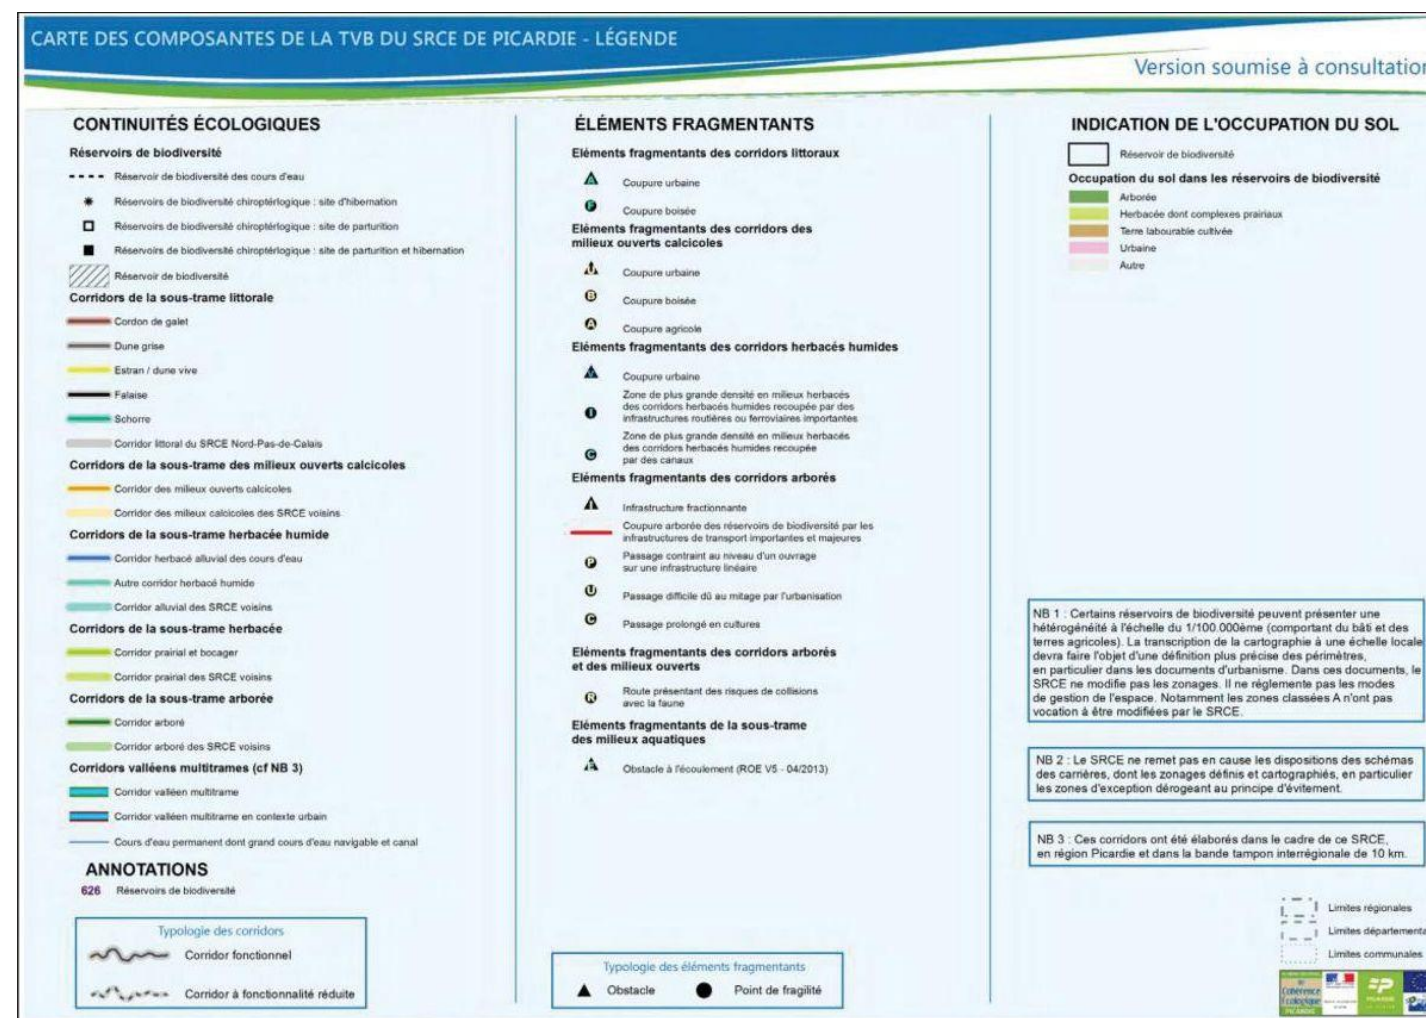 CARTE DES COMPOSANTES DE LA TVB DU SRCE DE PICARDIE - LÉGENDE
Version soumise à consultation
CONTINUITÉS ÉCOLOGIQUES
Réservoirs de biodiversité
Réservoir de biodiversité des cours d'eau
Réservoirs de biodiversité chiroptérlogique : site d'hibernation
Réservoirs de biodiversité chiroptérlogique : site de parturition
Réservoirs de biodiversité chiroptérlogique : site de parturition et hibernation
Réservoir de biodiversité
Corridors de la sous-trame littorale
Cordon de galet
Dune grise
Estran / dune vive
Falaise
Schorre
Corridor littoral du SRCE Nord-Pas-de-Calais
Corridors de la sous-trame des milieux ouverts calcicoles
Corridor des milieux ouverts calcicoles
Corridor des milieux calcicoles des SRCE voisins
Corridors de la sous-trame herbacée humide
Corridor herbacé alluvial des cours d'eau
Autre corridor herbacé humide
Corridor alluvial des SRCE voisins
Corridors de la sous-trame herbacée
Corridor prairial et bocager
Corridor prairial des SRCE voisins
Corridors de la sous-trame arborée
Corridor arboré
Corridor arboré des SRCE voisins
Corridors valléens multitrames (cf NB 3)
Corridor valléen multitrame
Corridor valléen multitrame en contexte urbain
Cours d'eau permanent dont grand cours d'eau navigable et canal
ANNOTATIONS
626 Réservoirs de biodiversité
Typologie des corridors
Corridor fonctionnel
Corridor à fonctionnalité réduite
ÉLÉMENTS FRAGMENTANTS
Eléments fragmentants des corridors littoraux
Coupure urbaine
F Coupure boisée
Eléments fragmentants des corridors des
milieux ouverts calcicoles
U Coupure urbaine
B Coupure boisée
A Coupure agricole
Eléments fragmentants des corridors herbacés humides
Coupure urbaine
Zone de plus grande densité en milieux herbacés
des corridors herbacés humides recoupée par des
I infrastructures routières ou ferroviaires importantes
Zone de plus grande densité en milieux herbacés
des corridors herbacés humides recoupée
C par des canaux
Eléments fragmentants des corridors arborés
Infrastructure fractionnante
Coupure arborée des réservoirs de biodiversité par les
infrastructures de transport importantes et majeures
P Passage contraint au niveau d'un ouvrage
sur une infrastructure linéaire
U Passage difficile dû au mitage par l'urbanisation
C Passage prolongé en cultures
Eléments fragmentants des corridors arborés
et des milieux ouverts
R Route présentant des risques de collisions
avec la faune
Eléments fragmentants de la sous-trame
des milieux aquatiques
Obstacle à l'écoulement (ROE V5 - 04/2013)
Typologie des éléments fragmentants
Obstacle Point de fragilité
INDICATION DE L'OCCUPATION DU SOL
Réservoir de biodiversité
Occupation du sol dans les réservoirs de biodiversité
Arborée
Herbacée dont complexes prairiaux
Terre labourable cultivée
Urbaine
Autre
NB 1 : Certains réservoirs de biodiversité peuvent présenter une
hétérogénéité à l'échelle du 1/100.000ème (comportant du bâti et des
terres agricoles). La transcription de la cartographie à une échelle locale
devra faire l'objet d'une définition plus précise des périmètres,
en particulier dans les documents d'urbanisme. Dans ces documents, le
SRCE ne modifie pas les zonages. Il ne réglemente pas les modes
de gestion de l'espace. Notamment les zones classées A n'ont pas
vocation à être modifiées par le SRCE.
NB 2 : Le SRCE ne remet pas en cause les dispositions des schémas
des carrières, dont les zonages définis et cartographiés, en particulier
les zones d'exception dérogeant au principe d'évitement.
NB 3 : Ces corridors ont été élaborés dans le cadre de ce SRCE,
en région Picardie et dans la bande tampon interrégionale de 10 km.
Limites régionales
Limites départementa
Limites communales
Cohérence
Écologique
PICARDIE